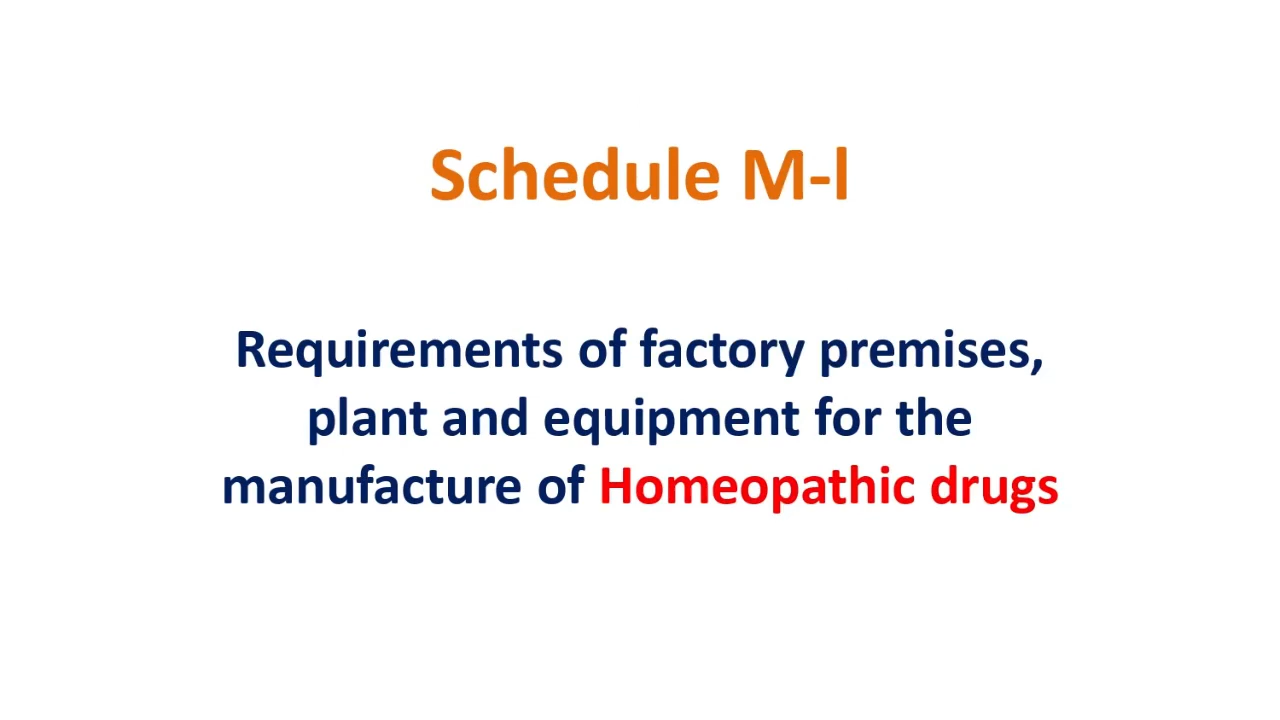 Schedule M-l
Requirements of factory premises,
plant and equipment for the
manufacture of Homeopathic drugs